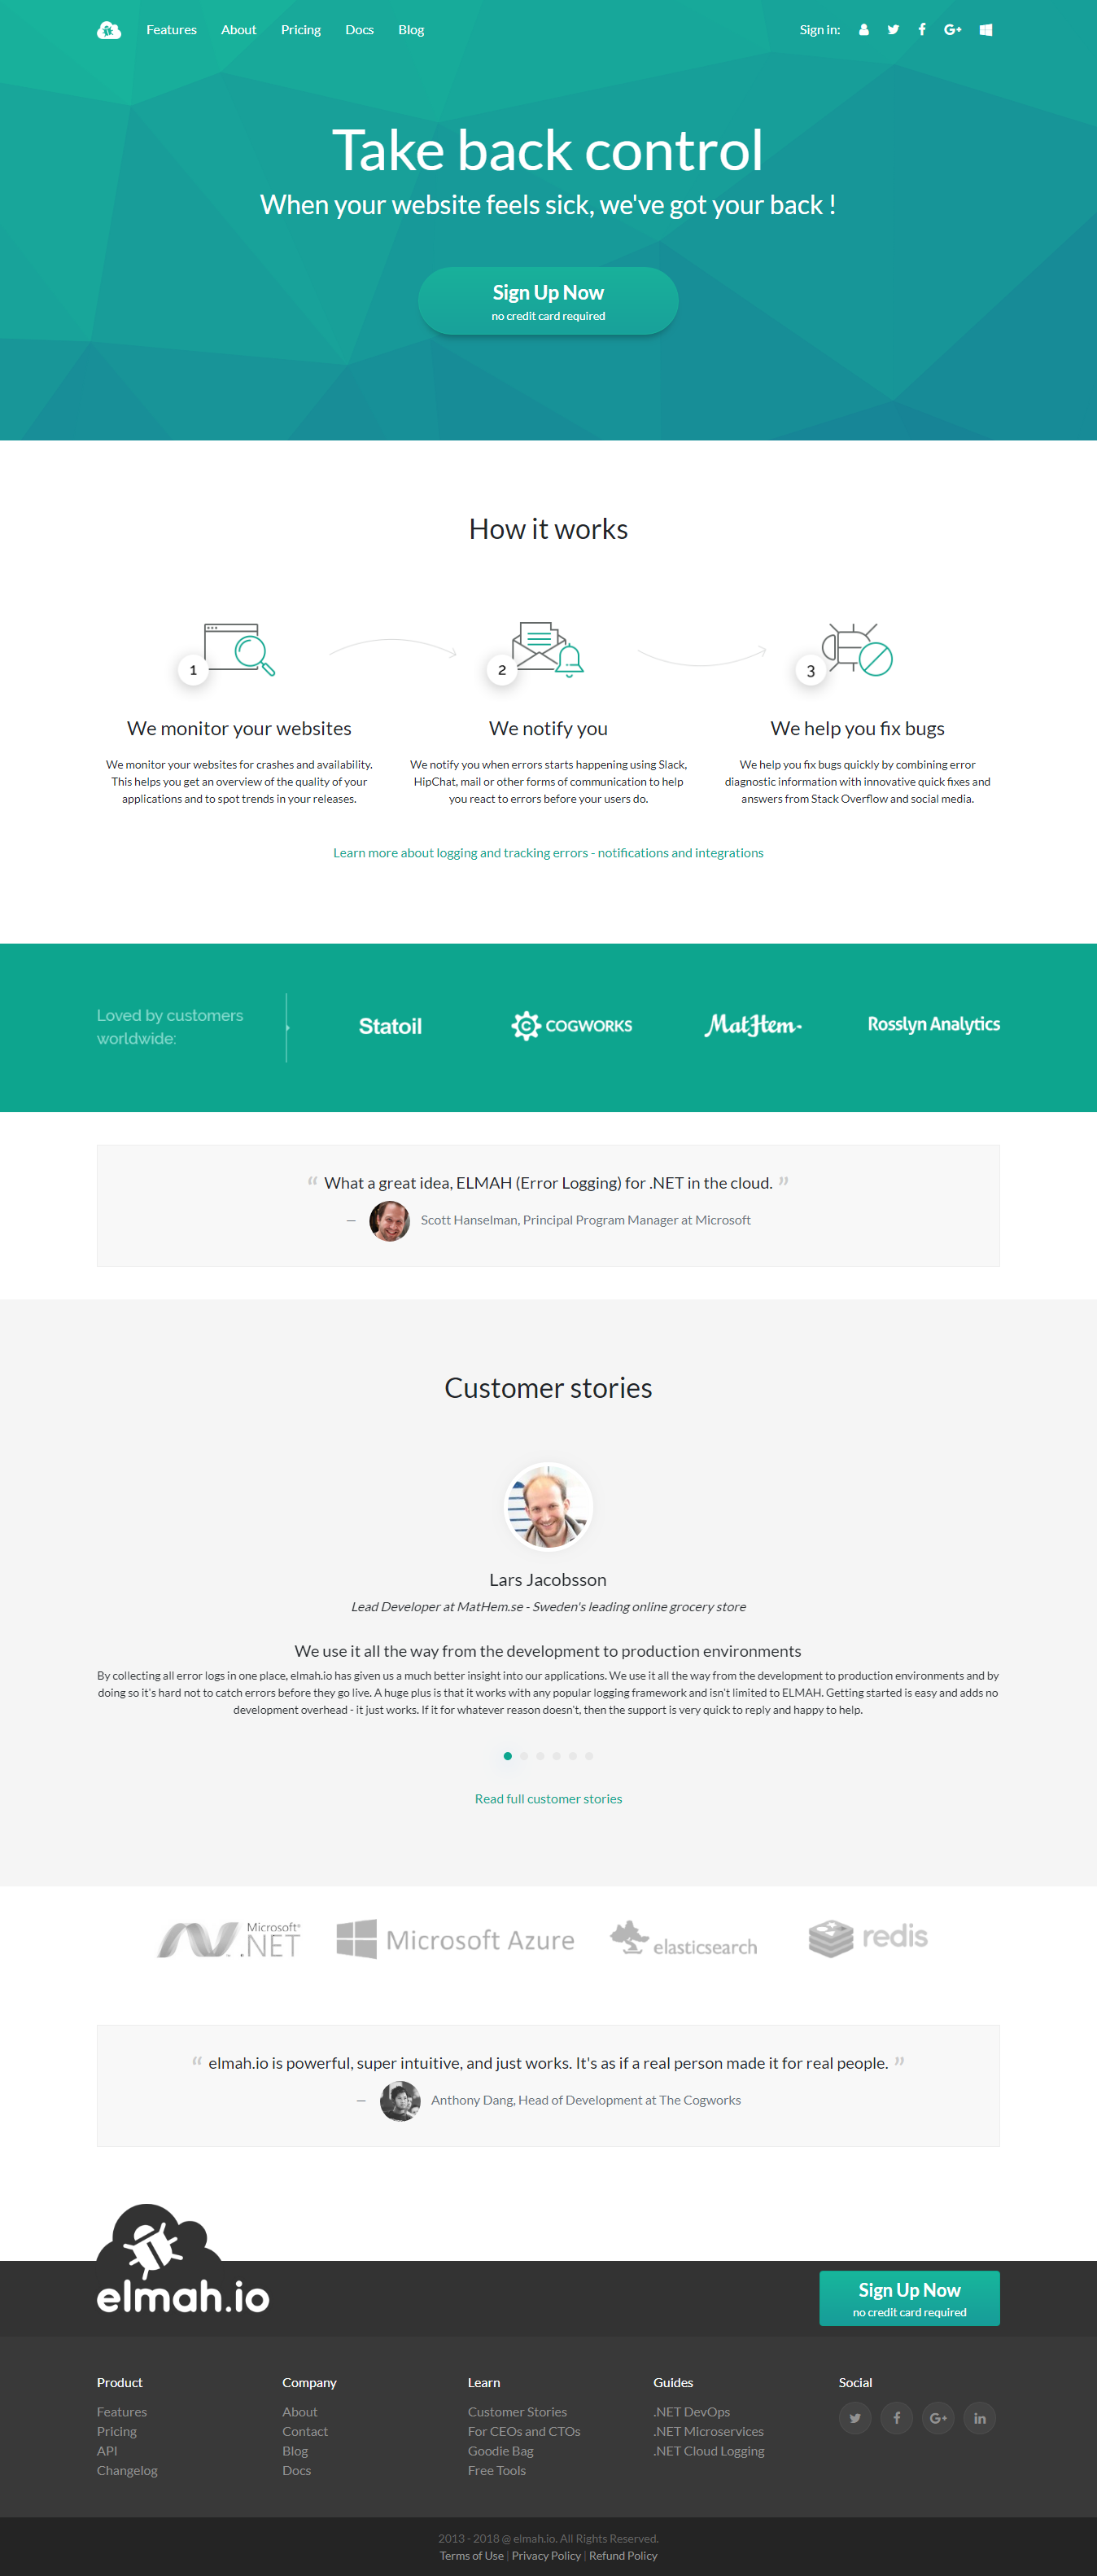 Features About Pricing Docs Blog Sign in:
Take back control
When your website feels sick, we've got your back !
Sign Up Now
no credit card required
How it works
1
2
3
We monitor your websites
We monitor your websites for crashes and availability.
This helps you get an overview of the quality of your
applications and to spot trends in your releases.
We notify you
We notify you when errors starts happening using Slack,
HipChat, mail or other forms of communication to help
you react to errors before your users do.
We help you fix bugs
We help you fix bugs quickly by combining error
diagnostic information with innovative quick fixes and
answers from Stack Overflow and social media.
Learn more about logging and tracking errors - notifications and integrations
Loved by customers
worldwide:
Statoil
COGWORKS
MatHem
Rosslyn Analytics
“ What a great idea, ELMAH (Error Logging) for .NET in the cloud. ”
— Scott Hanselman, Principal Program Manager at Microsoft
Customer stories
Lars Jacobsson
Lead Developer at MatHem.se - Sweden's leading online grocery store
We use it all the way from the development to production environments
By collecting all error logs in one place, elmah.io has given us a much better insight into our applications. We use it all the way from the development to production environments and by
doing so it's hard not to catch errors before they go live. A huge plus is that it works with any popular logging framework and isn't limited to ELMAH. Getting started is easy and adds no
development overhead - it just works. If it for whatever reason doesn't, then the support is very quick to reply and happy to help.
Read full customer stories
Microsoft®
.NET
Microsoft Azure
elasticsearch
redis
“ elmah.io is powerful, super intuitive, and just works. It's as if a real person made it for real people. ”
— Anthony Dang, Head of Development at The Cogworks
elmah.io
Sign Up Now
no credit card required
Product
Features
Pricing
API
Changelog
Company
About
Contact
Blog
Docs
Learn
Customer Stories
For CEOs and CTOs
Goodie Bag
Free Tools
Guides
.NET DevOps
.NET Microservices
.NET Cloud Logging
Social
2013 - 2018 @ elmah.io. All Rights Reserved.
Terms of Use | Privacy Policy | Refund Policy